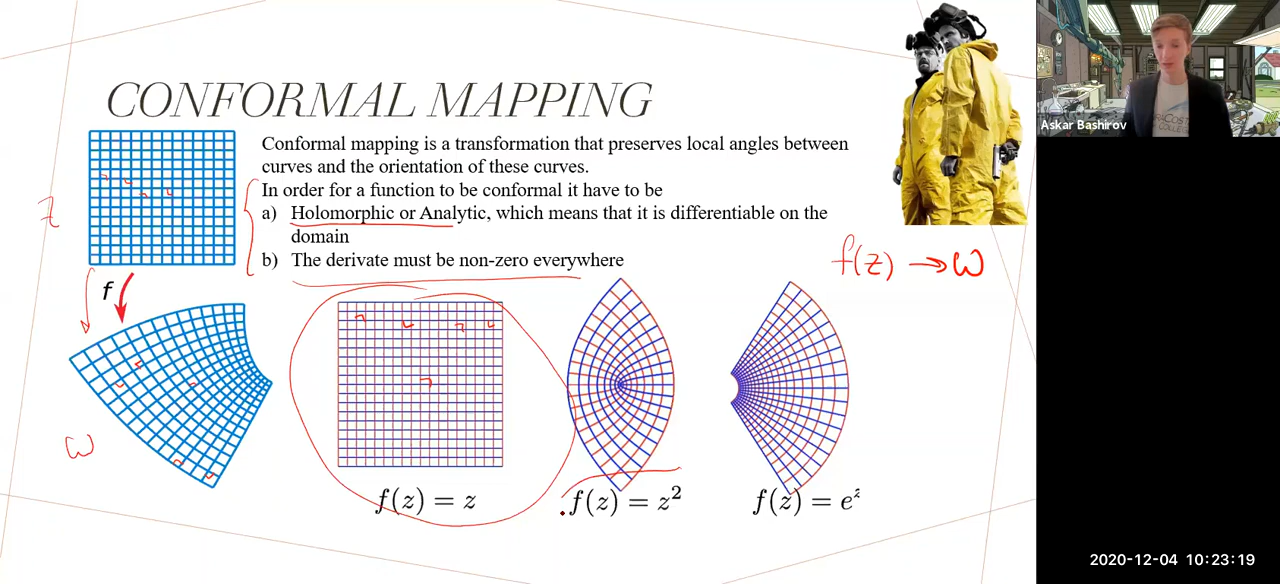 CONFORMAL MAPPING
Conformal mapping is a transformation that preserves local angles between
curves and the orientation of these curves.
In order for a function to be conformal it have to be
a) Holomorphic or Analytic, which means that it is differentiable on the
domain
b) The derivate must be non-zero everywhere
z
f
ω
f(z) → ω
f(z) = z
f(z) = z²
f(z) = eᶻ
Askar Bashirov
2020-12-04 10:23:19